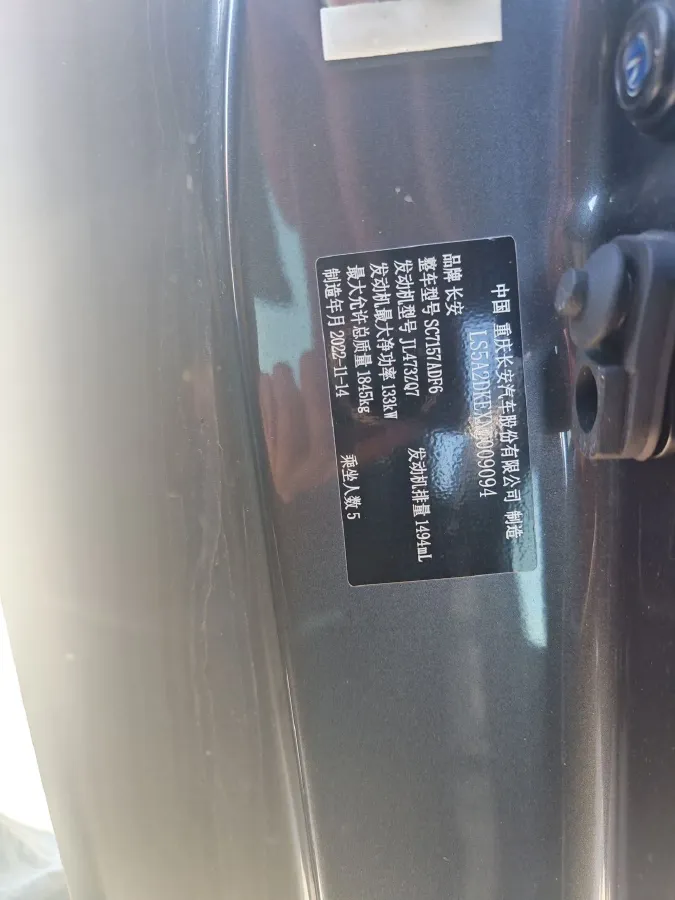 中国 重庆长安汽车股份有限公司 制造
品牌 长安
整车型号 SC7157ADF6
发动机型号 JL473ZQ7 发动机排量 1494mL
发动机最大净功率 133kW
最大允许总质量 1845kg
制造年月 2022-11-14 乘坐人数 5